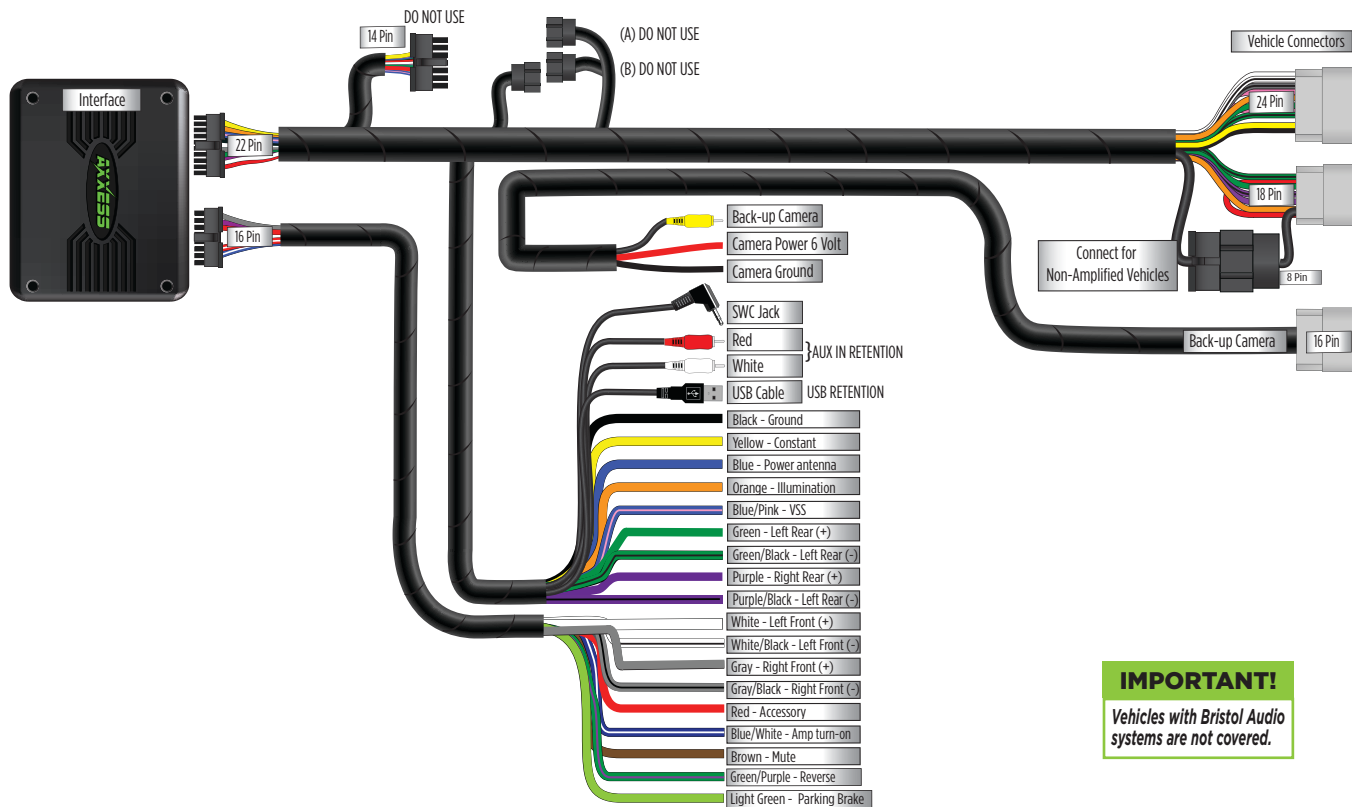 DO NOT USE
14 Pin
(A) DO NOT USE
(B) DO NOT USE
Vehicle Connectors
Interface
AXXESS
22 Pin
24 Pin
16 Pin
18 Pin
Back-up Camera
Camera Power 6 Volt
Camera Ground
Connect for
Non-Amplified Vehicles
8 Pin
Back-up Camera
16 Pin
SWC Jack
Red
White
}AUX IN RETENTION
USB Cable
USB RETENTION
Black - Ground
Yellow - Constant
Blue - Power antenna
Orange - Illumination
Blue/Pink - VSS
Green - Left Rear (+)
Green/Black - Left Rear (-)
Purple - Right Rear (+)
Purple/Black - Left Rear (-)
White - Left Front (+)
White/Black - Left Front (-)
Gray - Right Front (+)
Gray/Black - Right Front (-)
Red - Accessory
Blue/White - Amp turn-on
Brown - Mute
Green/Purple - Reverse
Light Green - Parking Brake
IMPORTANT!
Vehicles with Bristol Audio
systems are not covered.